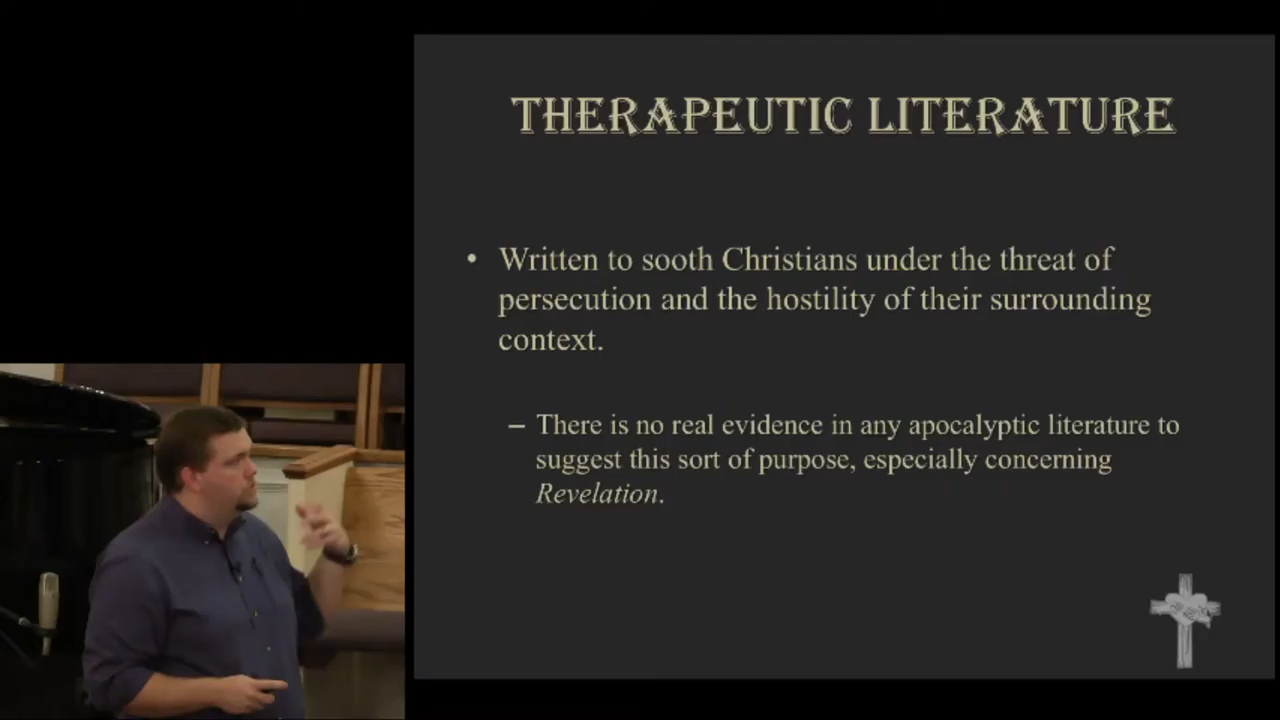 THERAPEUTIC LITERATURE
• Written to sooth Christians under the threat of
persecution and the hostility of their surrounding
context.
– There is no real evidence in any apocalyptic literature to
suggest this sort of purpose, especially concerning
Revelation.